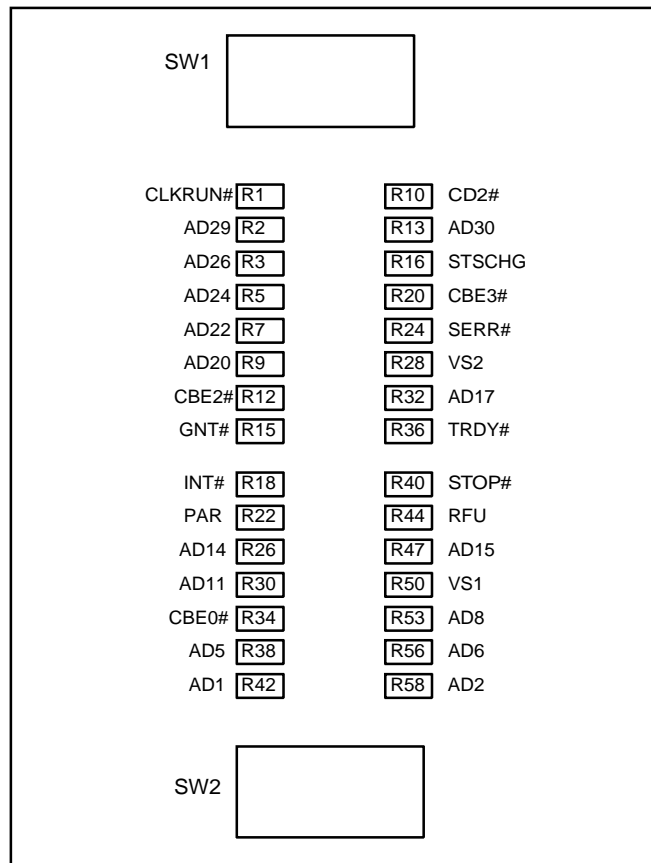 SW1
CLKRUN# R1 R10 CD2#
AD29 R2 R13 AD30
AD26 R3 R16 STSCHG
AD24 R5 R20 CBE3#
AD22 R7 R24 SERR#
AD20 R9 R28 VS2
CBE2# R12 R32 AD17
GNT# R15 R36 TRDY#
INT# R18 R40 STOP#
PAR R22 R44 RFU
AD14 R26 R47 AD15
AD11 R30 R50 VS1
CBE0# R34 R53 AD8
AD5 R38 R56 AD6
AD1 R42 R58 AD2
SW2